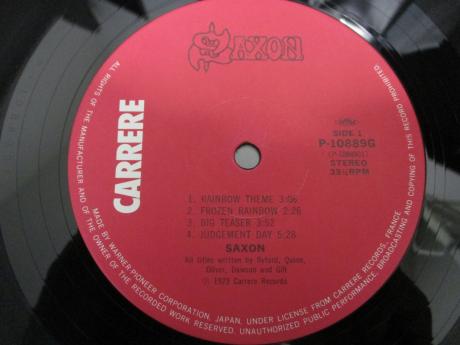 SAXON
CARRERE
SIDE 1
P-10889G
STEREO
33⅓RPM
1. RAINBOW THEME 3:06
2. FROZEN RAINBOW 2:26
3. BIG TEASER 3:52
4. JUDGEMENT DAY 5:28
SAXON
All titles written by Byford, Quinn,
Oliver, Dawson and Gill
Ⓟ 1979 Carrere Records
ALL RIGHTS OF THE MANUFACTURER AND OF THE OWNER OF THE RECORDED WORK RESERVED. UNAUTHORIZED PUBLIC PERFORMANCE, BROADCASTING AND COPYING OF THIS RECORD PROHIBITED.
MADE BY WARNER-PIONEER CORPORATION, JAPAN, UNDER LICENSE FROM CARRERE RECORDS, FRANCE.